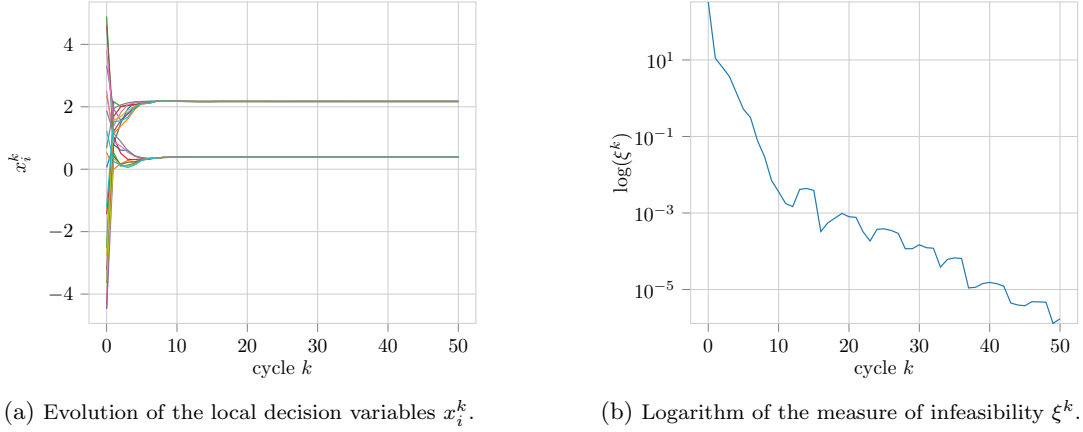 4
2
0
−2
−4
x_i^k
0 10 20 30 40 50
cycle k
(a) Evolution of the local decision variables x_i^k.
10^1
10^−1
10^−3
10^−5
log(ξ^k)
0 10 20 30 40 50
cycle k
(b) Logarithm of the measure of infeasibility ξ^k.